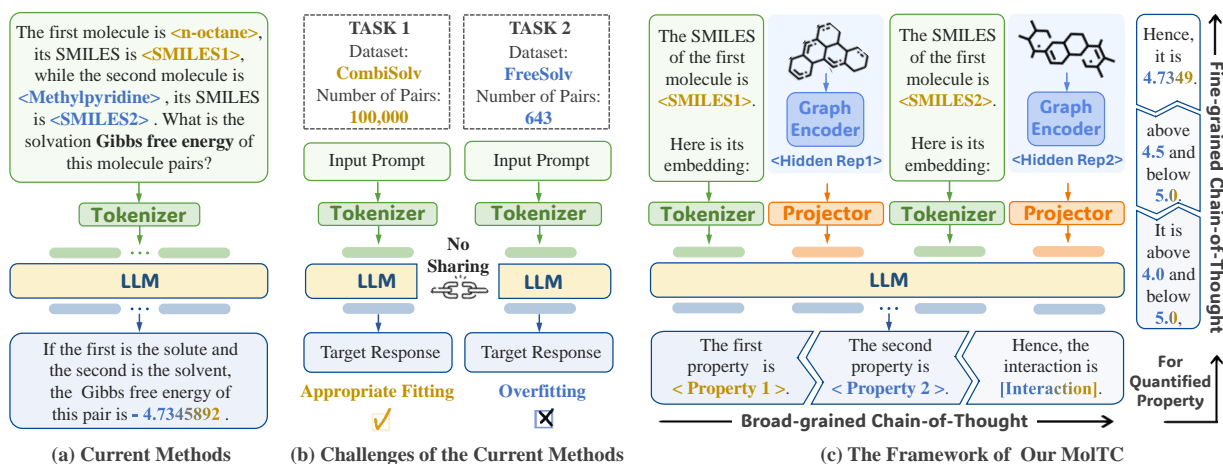 The first molecule is <n-octane>,
its SMILES is <SMILES1>,
while the second molecule is
<Methylpyridine> , its SMILES
is <SMILES2> . What is the
solvation Gibbs free energy of
this molecule pairs?
Tokenizer
...
LLM
...
If the first is the solute and
the second is the solvent,
the Gibbs free energy of
this pair is - 4.7345892 .
(a) Current Methods
TASK 1
Dataset:
CombiSolv
Number of Pairs:
100,000
Input Prompt
Tokenizer
LLM
Target Response
Appropriate Fitting
No
Sharing
TASK 2
Dataset:
FreeSolv
Number of Pairs:
643
Input Prompt
Tokenizer
LLM
Target Response
Overfitting
(b) Challenges of the Current Methods
The SMILES
of the first
molecule is
<SMILES1>.
Here is its
embedding:
Tokenizer
Graph
Encoder
<Hidden Rep1>
Projector
The SMILES
of the first
molecule is
<SMILES2>.
Here is its
embedding:
Tokenizer
Graph
Encoder
<Hidden Rep2>
Projector
LLM
...
The first
property is
< Property 1 >.
The second
property is
< Property 2 >.
Hence, the
interaction is
[Interaction].
Broad-grained Chain-of-Thought
Hence,
it is
4.7349.
above
4.5 and
below
5.0.
It is
above
4.0 and
below
5.0,
Fine-grained Chain-of-Thought
For
Quantified
Property
(c) The Framework of Our MolTC